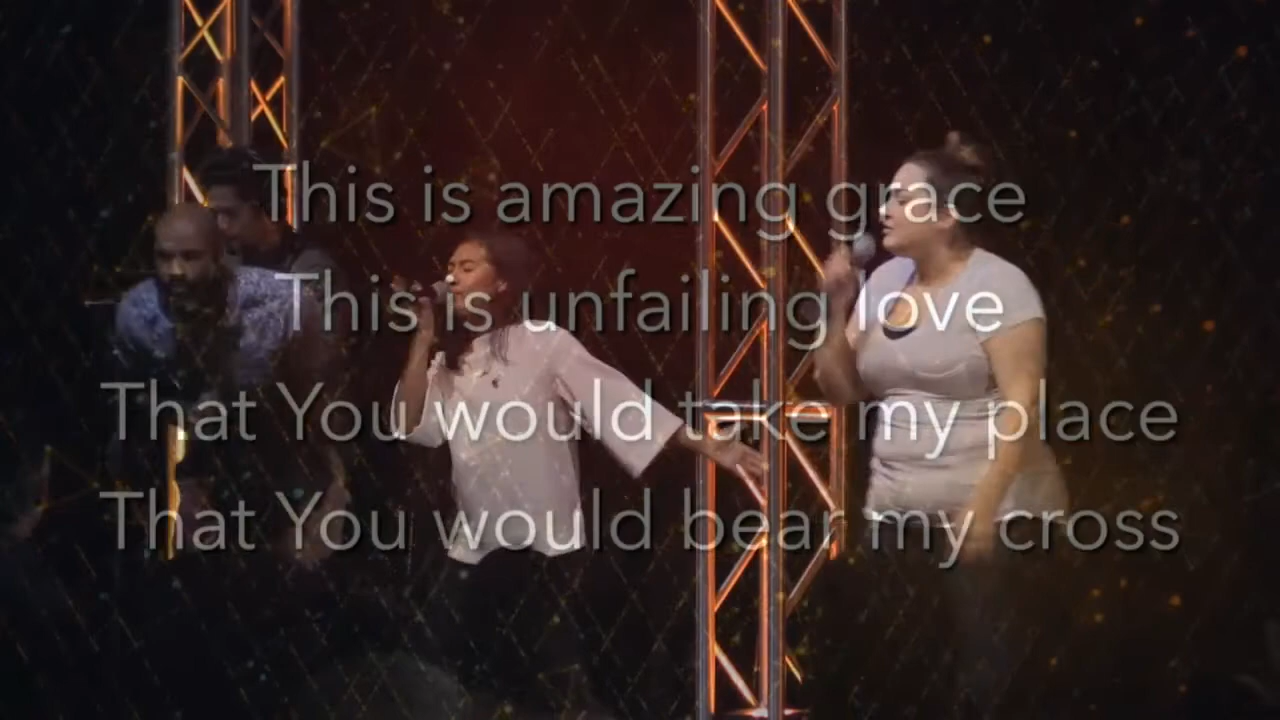 This is amazing grace
This is unfailing love
That You would take my place
That You would bear my cross